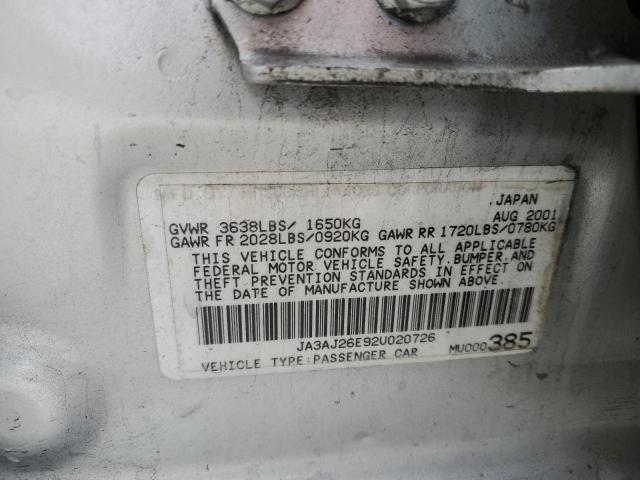 JAPAN
GVWR 3638LBS/ 1650KG AUG 2001
GAWR FR 2028LBS/0920KG GAWR RR 1720LBS/0780KG
THIS VEHICLE CONFORMS TO ALL APPLICABLE
FEDERAL MOTOR VEHICLE SAFETY,BUMPER,AND
THEFT PREVENTION STANDARDS IN EFFECT ON
THE DATE OF MANUFACTURE SHOWN ABOVE.
JA3AJ26E92U020726
VEHICLE TYPE:PASSENGER CAR MU000385